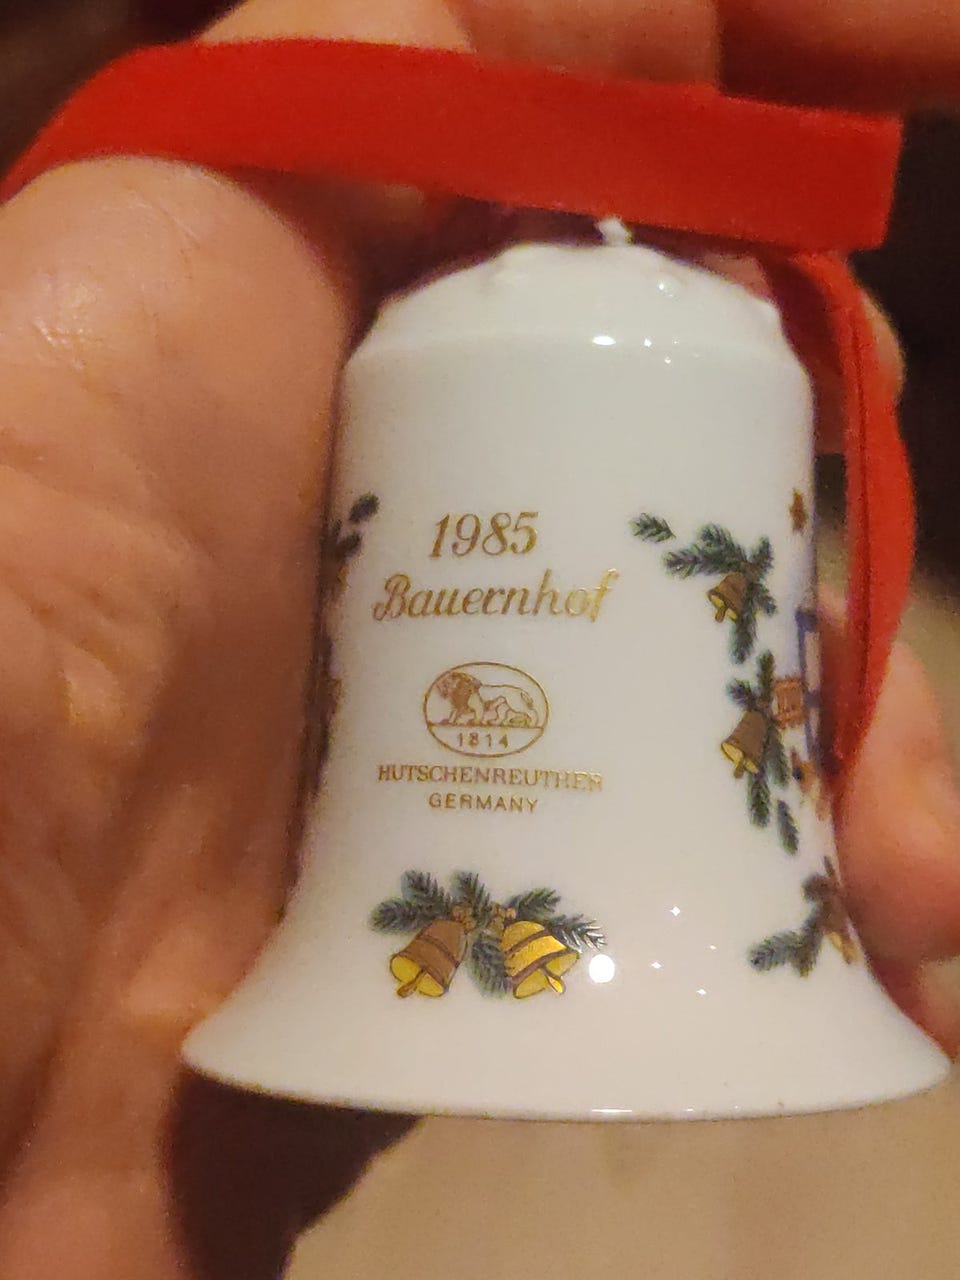 1985
Bauernhof
1814
HUTSCHENREUTHER
GERMANY